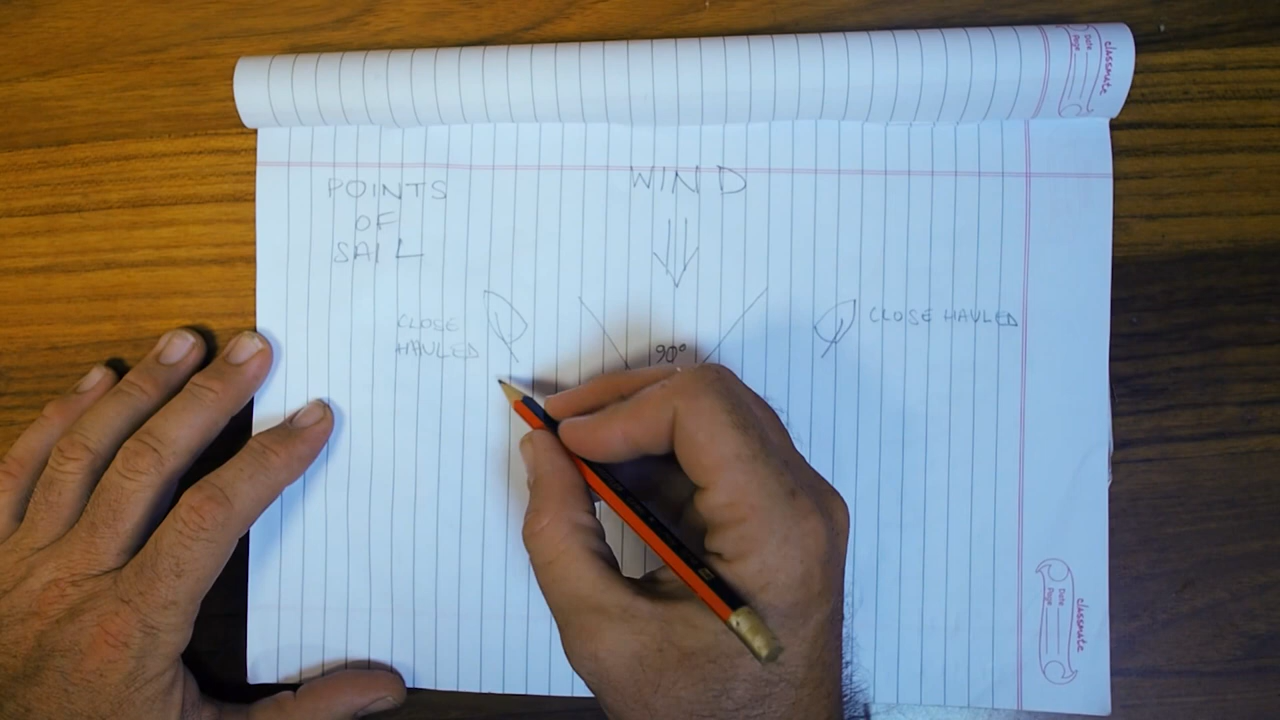 classmate
Date
Page
POINTS
OF
SAIL
WIND
CLOSE
HAULED
90°
CLOSE HAULED
classmate
Date
Page